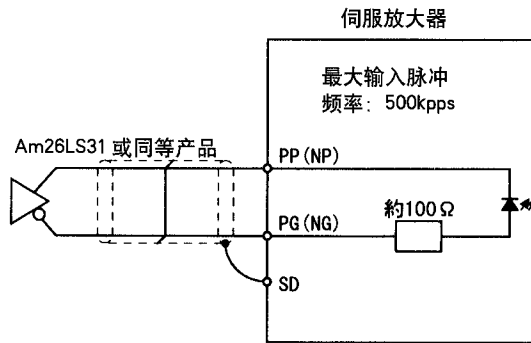 伺服放大器
最大输入脉冲
频率：500kpps
Am26LS31 或同等产品
PP(NP)
PG(NG)
約100Ω
SD